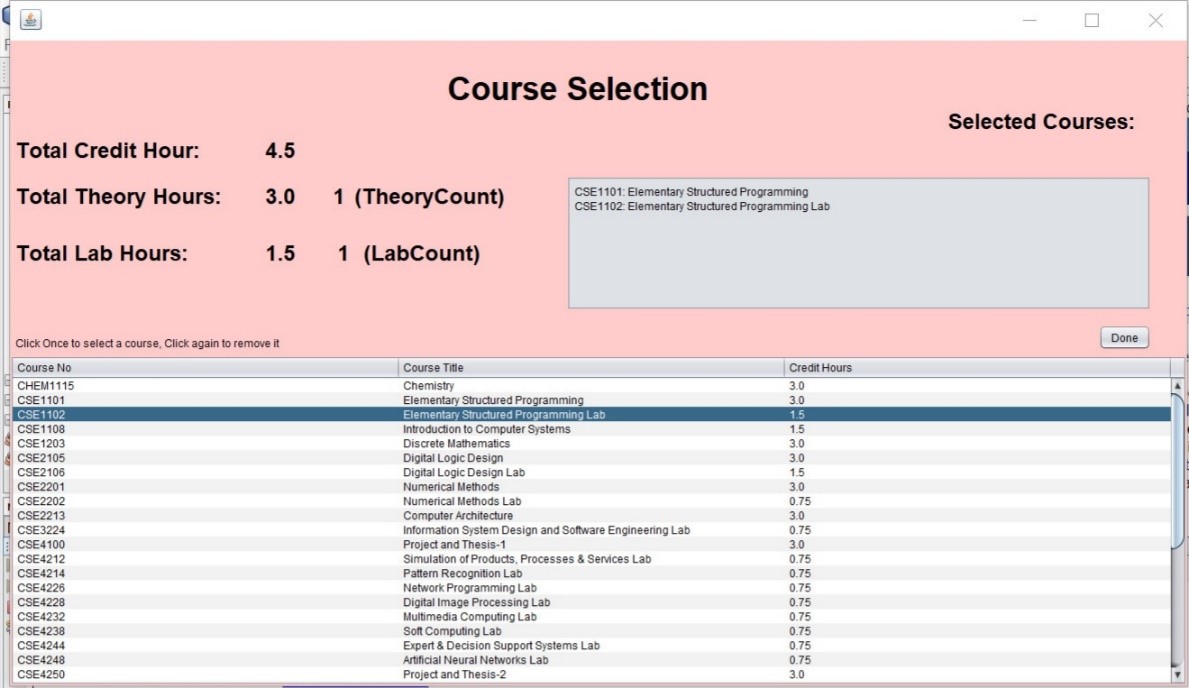 Course Selection
Selected Courses:
Total Credit Hour: 4.5
Total Theory Hours: 3.0 1 (TheoryCount)
Total Lab Hours: 1.5 1 (LabCount)
CSE1101: Elementary Structured Programming
CSE1102: Elementary Structured Programming Lab
Done
Click Once to select a course, Click again to remove it
Course No Course Title Credit Hours
CHEM1115 Chemistry 3.0
CSE1101 Elementary Structured Programming 3.0
CSE1102 Elementary Structured Programming Lab 1.5
CSE1108 Introduction to Computer Systems 1.5
CSE1203 Discrete Mathematics 3.0
CSE2105 Digital Logic Design 3.0
CSE2106 Digital Logic Design Lab 1.5
CSE2201 Numerical Methods 3.0
CSE2202 Numerical Methods Lab 0.75
CSE2213 Computer Architecture 3.0
CSE3224 Information System Design and Software Engineering Lab 0.75
CSE4100 Project and Thesis-1 3.0
CSE4212 Simulation of Products, Processes & Services Lab 0.75
CSE4214 Pattern Recognition Lab 0.75
CSE4226 Network Programming Lab 0.75
CSE4228 Digital Image Processing Lab 0.75
CSE4232 Multimedia Computing Lab 0.75
CSE4238 Soft Computing Lab 0.75
CSE4244 Expert & Decision Support Systems Lab 0.75
CSE4248 Artificial Neural Networks Lab 0.75
CSE4250 Project and Thesis-2 3.0